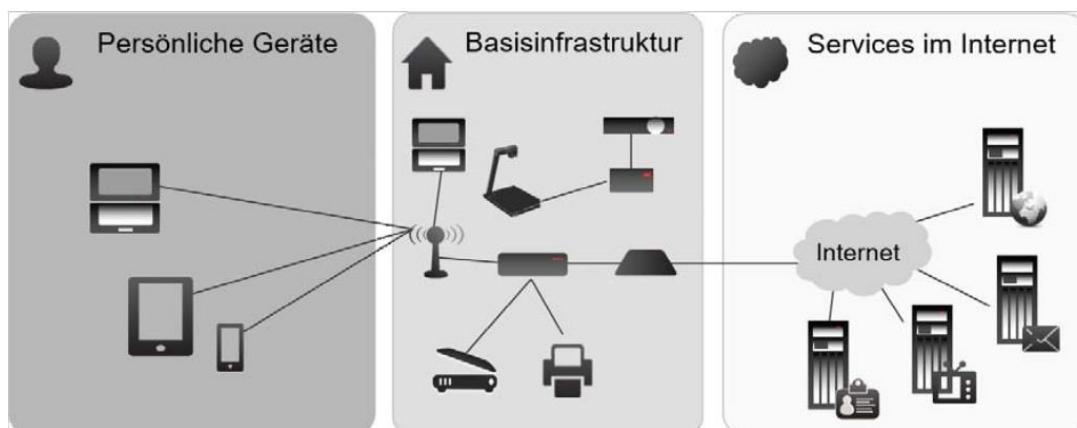 Persönliche Geräte
Basisinfrastruktur
Services im Internet
Internet